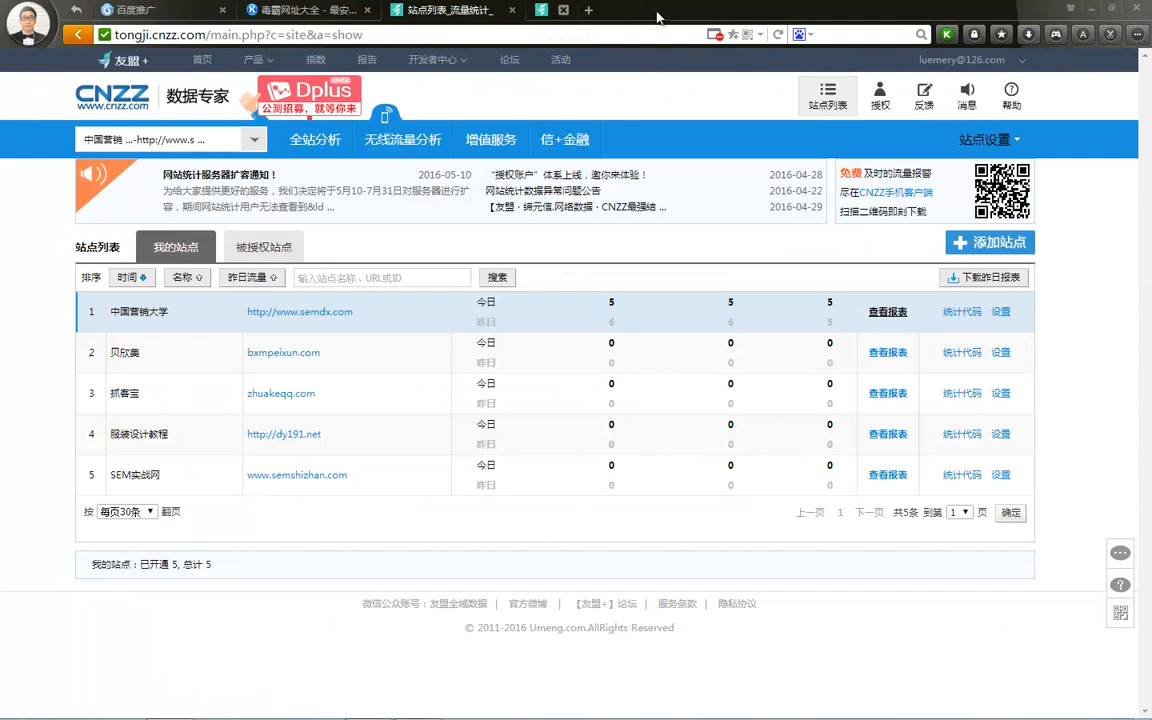 百度推广
毒霸网址大全 - 最安...
站点列表_流量统计_
tongji.cnzz.com/main.php?c=site&a=show
友盟+
首页 产品 指数 报告 开发者中心 论坛 活动
luemery@126.com
CNZZ
www.cnzz.com
数据专家
Dplus
公测招募,就等你来
站点列表 授权 反馈 消息 帮助
中国营销 ...-http://www.s ...
全站分析 无线流量分析 增值服务 信+金融
站点设置
网站统计服务器扩容通知! 2016-05-10
为给大家提供更好的服务,我们决定将于5月10-7月31日对服务器进行扩
容,期间网站统计用户无法查看到&ld ...
“授权账户”体系上线,邀你来体验! 2016-04-28
网站统计数据异常问题公告 2016-04-22
【友盟·缔元信.网络数据·CNZZ最强结 ... 2016-04-29
免费 及时的流量报警
尽在CNZZ手机客户端
扫描二维码即刻下载
站点列表 我的站点 被授权站点
添加站点
排序 时间 名称 昨日流量 输入站点名称、URL或ID 搜索
下载昨日报表
1 中国营销大学 http://www.semdx.com 今日 5 5 5 查看报表 统计代码 设置
昨日 6 6 5
2 贝欣美 bxmpeixun.com 今日 0 0 0 查看报表 统计代码 设置
昨日 0 0 0
3 抓客宝 zhuakeqq.com 今日 0 0 0 查看报表 统计代码 设置
昨日 0 0 0
4 服装设计教程 http://dy191.net 今日 0 0 0 查看报表 统计代码 设置
昨日 0 0 0
5 SEM实战网 www.semshizhan.com 今日 0 0 0 查看报表 统计代码 设置
昨日 0 0 0
按 每页30条 翻页
上一页 1 下一页 共5条 到第 1 页 确定
我的站点:已开通 5, 总计 5
微信公众账号:友盟全域数据 | 官方微博 | 【友盟+】论坛 | 服务条款 | 隐私协议
© 2011-2016 Umeng.com.AllRights Reserved